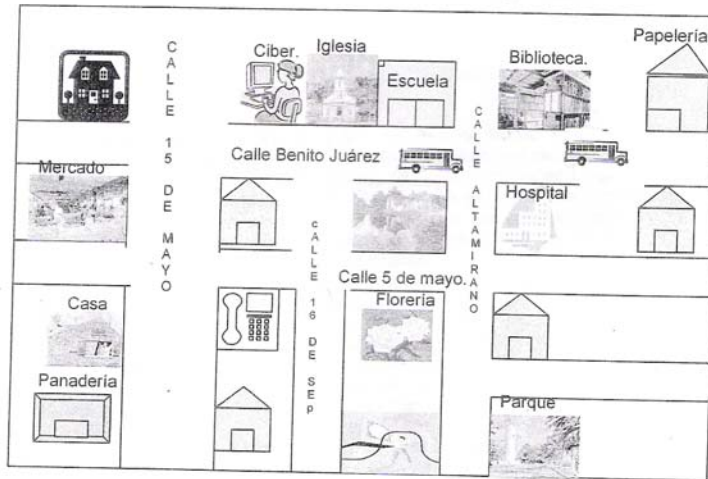 Papelería
Ciber.
Iglesia
Biblioteca.
Escuela
CALLE 15 DE MAYO
Calle Benito Juárez
CALLE ALTAMIRANO
Mercado
Hospital
CALLE 16 DE SEP
Calle 5 de mayo.
Casa
Florería
Panadería
Parque